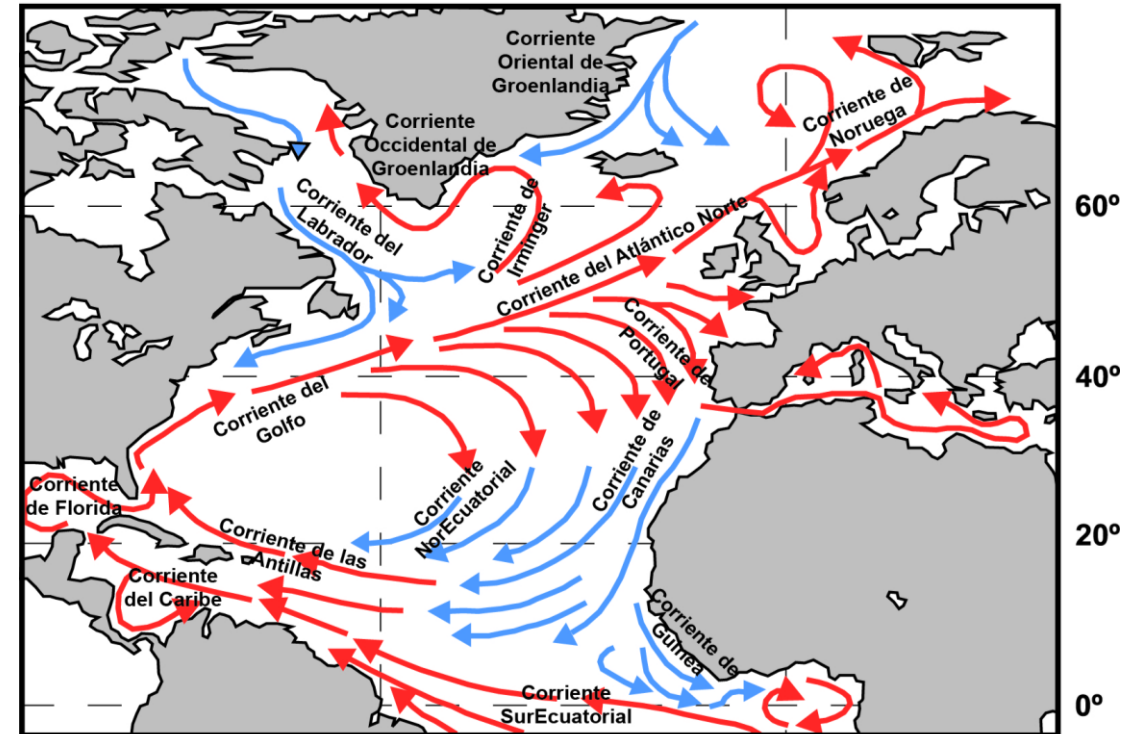 Corriente
Oriental de
Groenlandia
Corriente
Occidental de
Groenlandia
Corriente de
Noruega
Corriente del
Labrador
Corriente de
Irminger
60º
Corriente del Atlántico Norte
Corriente de
Portugal
40º
Corriente del
Golfo
Corriente de
Canarias
Corriente
NorEcuatorial
Corriente
de Florida
20º
Corriente de las
Antillas
Corriente
del Caribe
Corriente de
Guinea
Corriente
SurEcuatorial
0º